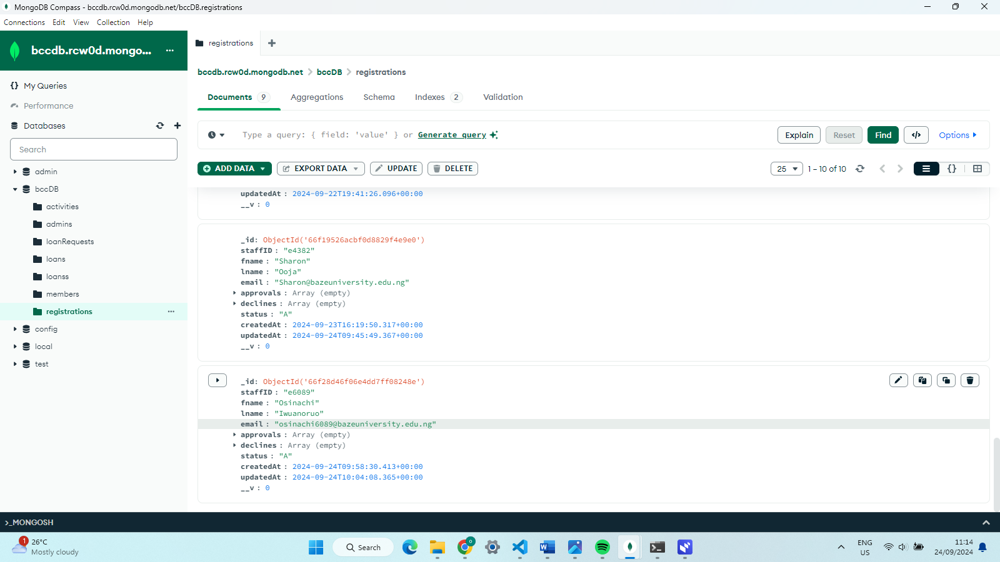 MongoDB Compass - bccdb.rcw0d.mongodb.net/bccDB.registrations
Connections Edit View Collection Help
bccdb.rcw0d.mongo... ...
registrations
My Queries
Performance
Databases
Search
admin
bccDB
activities
admins
loanRequests
loans
loanss
members
registrations ...
config
local
test
bccdb.rcw0d.mongodb.net > bccDB > registrations
Documents 9 Aggregations Schema Indexes 2 Validation
Type a query: { field: 'value' } or Generate query
Explain Reset Find </> Options
ADD DATA EXPORT DATA UPDATE DELETE
25 1 – 10 of 10 {}
updatedAt : 2024-09-22T19:41:26.096+00:00
__v : 0
_id: ObjectId('66f19526acbf0d8829f4e9e0')
staffID : "e4382"
fname : "Sharon"
lname : "Ooja"
email : "Sharon@bazeuniversity.edu.ng"
approvals : Array (empty)
declines : Array (empty)
status : "A"
createdAt : 2024-09-23T16:19:50.317+00:00
updatedAt : 2024-09-24T09:45:49.367+00:00
__v : 0
_id: ObjectId('66f28d46f06e4dd7ff08248e')
staffID : "e6089"
fname : "Osinachi"
lname : "Iwuanoruo"
email : "osinachi6089@bazeuniversity.edu.ng"
approvals : Array (empty)
declines : Array (empty)
status : "A"
createdAt : 2024-09-24T09:58:30.413+00:00
updatedAt : 2024-09-24T10:04:08.365+00:00
__v : 0
>_MONGOSH
1
26°C
Mostly cloudy
Search
ENG
US
11:14
24/09/2024